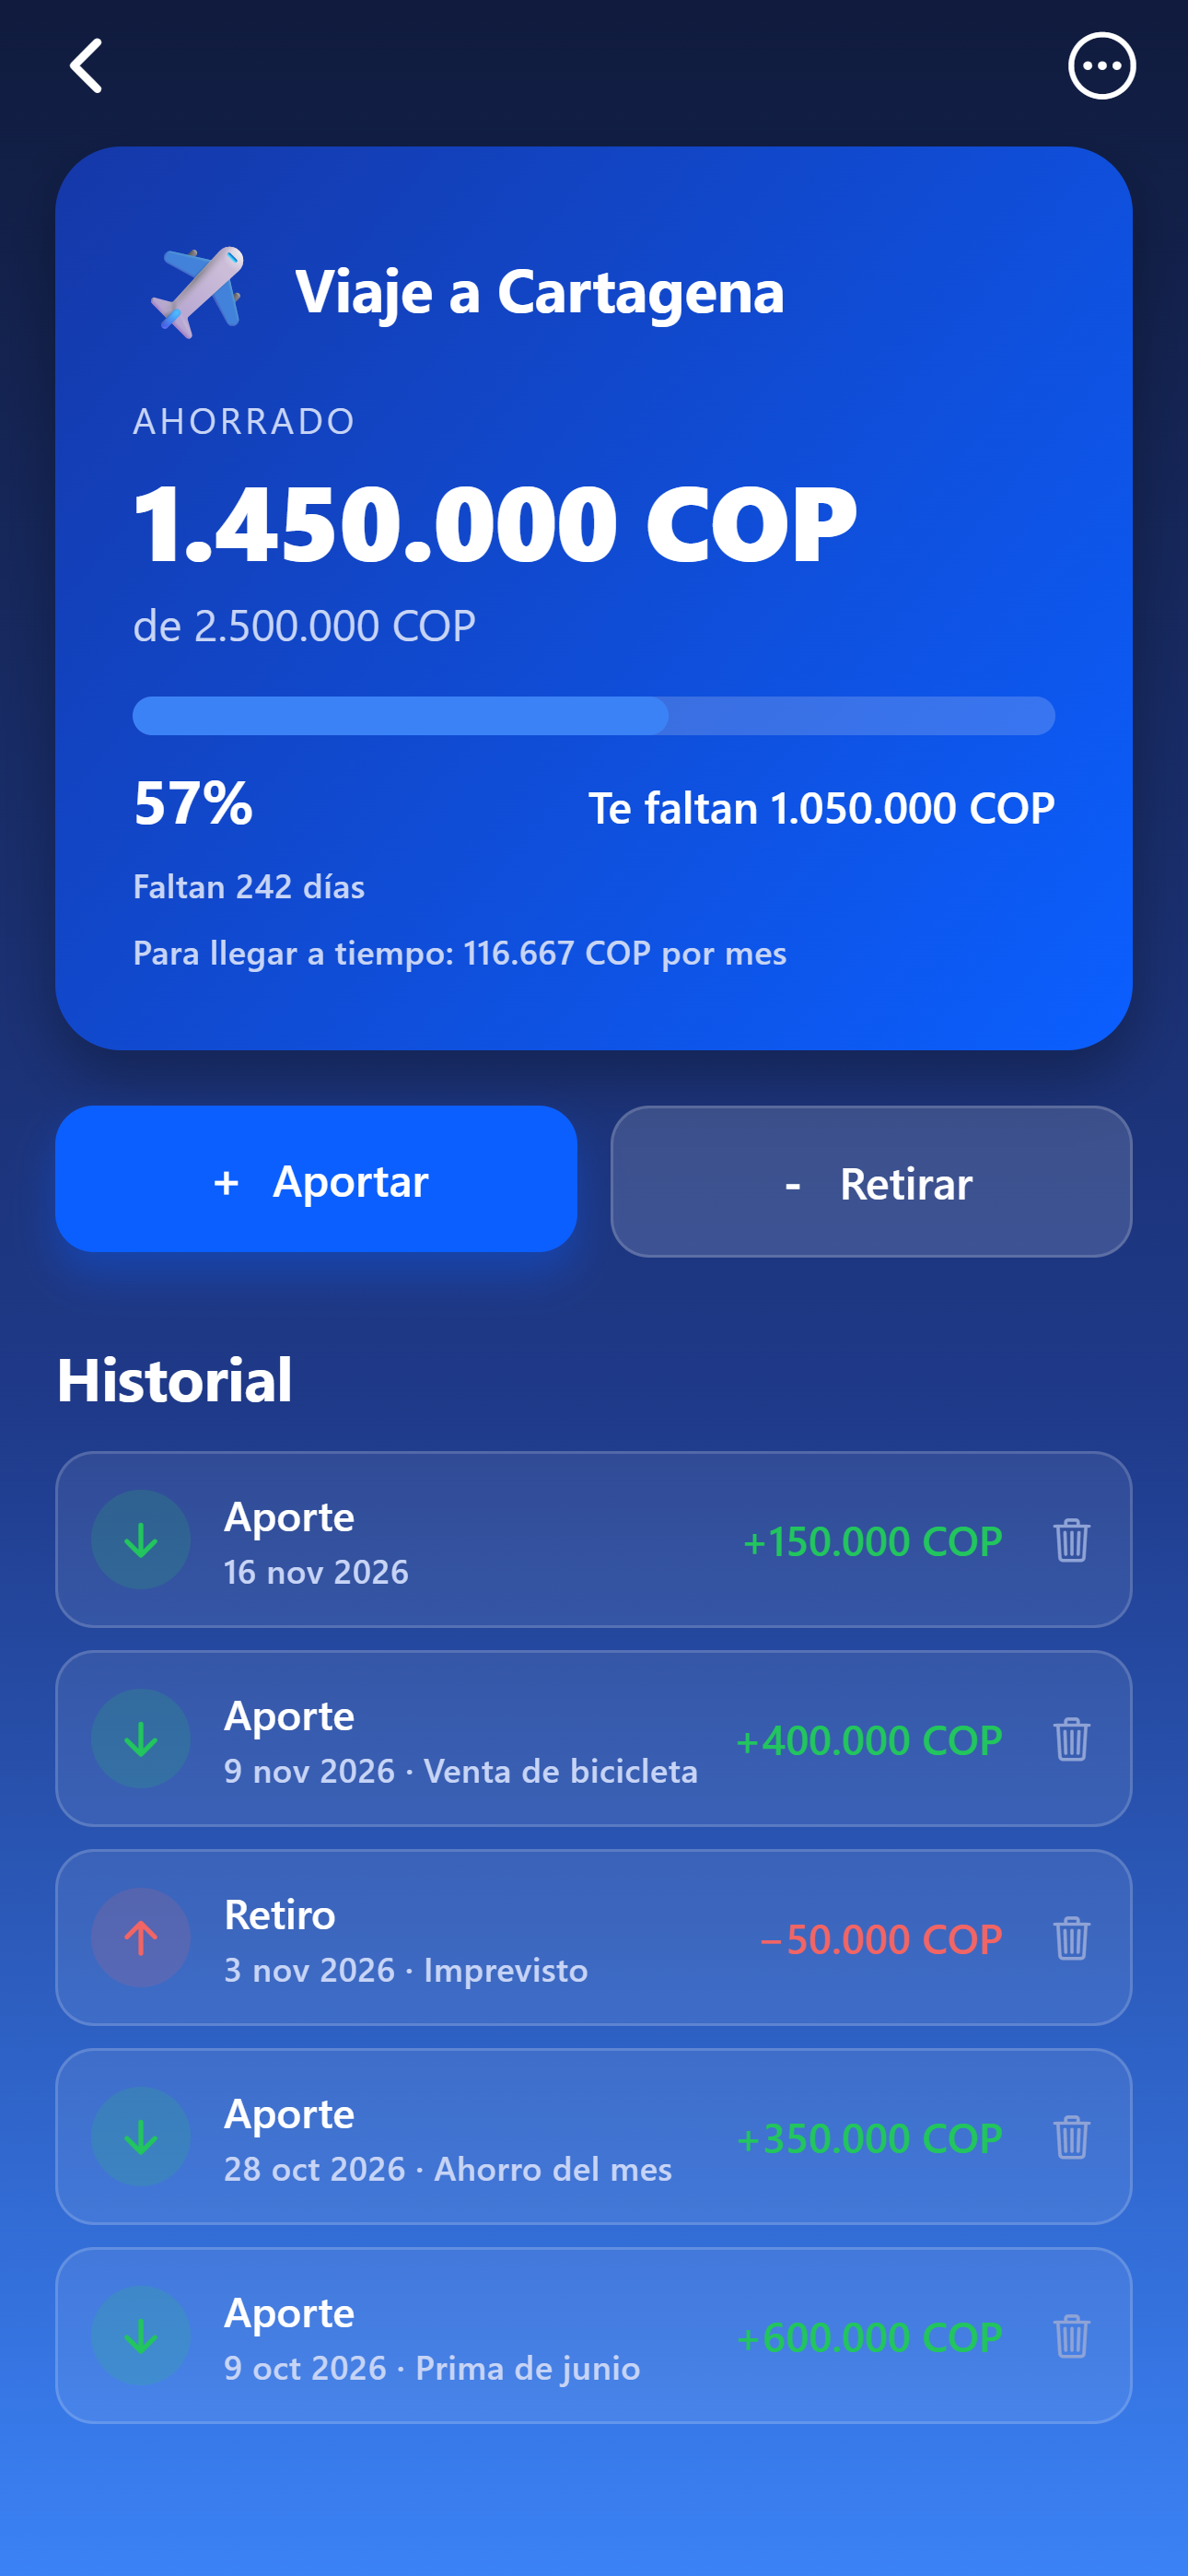 Viaje a Cartagena
AHORRADO
1.450.000 COP
de 2.500.000 COP
57%
Te faltan 1.050.000 COP
Faltan 242 días
Para llegar a tiempo: 116.667 COP por mes
+ Aportar
- Retirar
Historial
Aporte
16 nov 2026
+150.000 COP
Aporte
9 nov 2026 · Venta de bicicleta
+400.000 COP
Retiro
3 nov 2026 · Imprevisto
−50.000 COP
Aporte
28 oct 2026 · Ahorro del mes
+350.000 COP
Aporte
9 oct 2026 · Prima de junio
+600.000 COP